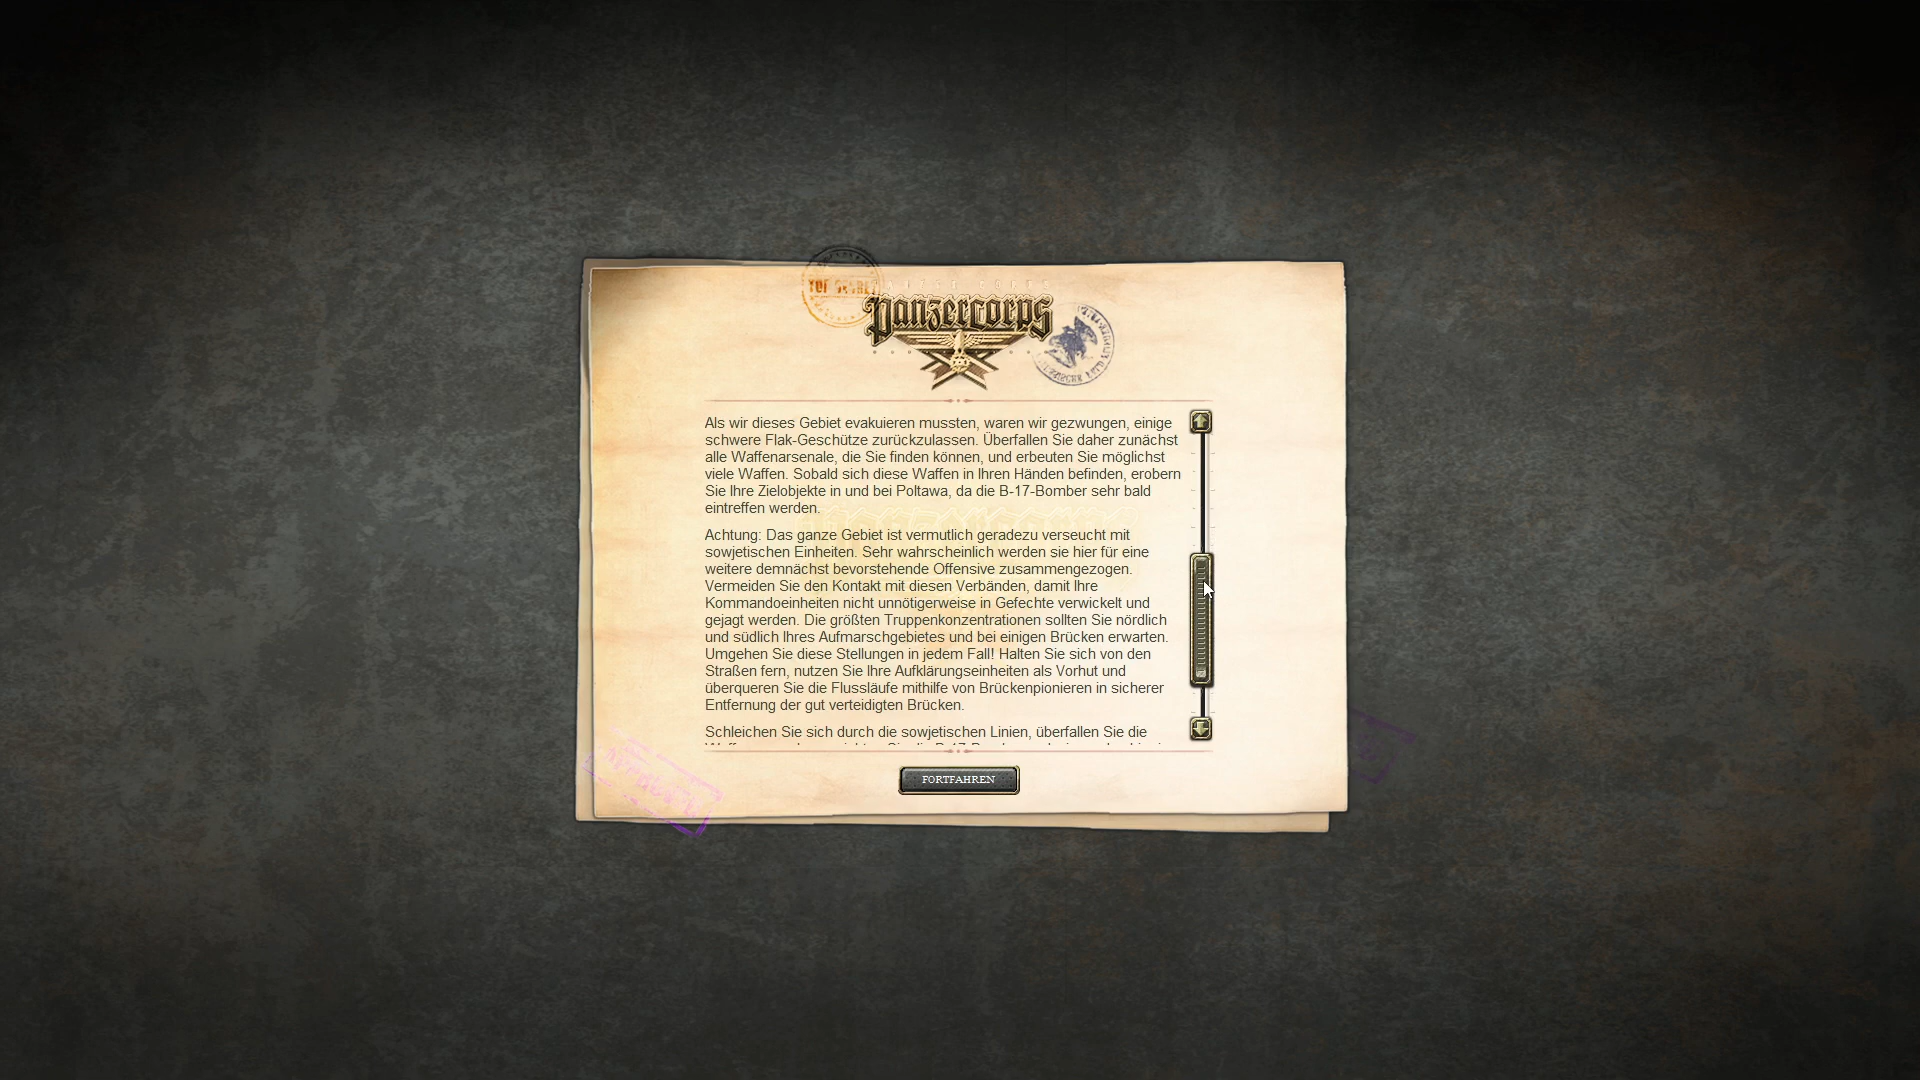 TOP SECRET
Panzercorps
Als wir dieses Gebiet evakuieren mussten, waren wir gezwungen, einige
schwere Flak-Geschütze zurückzulassen. Überfallen Sie daher zunächst
alle Waffenarsenale, die Sie finden können, und erbeuten Sie möglichst
viele Waffen. Sobald sich diese Waffen in Ihren Händen befinden, erobern
Sie Ihre Zielobjekte in und bei Poltawa, da die B-17-Bomber sehr bald
eintreffen werden.
Achtung: Das ganze Gebiet ist vermutlich geradezu verseucht mit
sowjetischen Einheiten. Sehr wahrscheinlich werden sie hier für eine
weitere demnächst bevorstehende Offensive zusammengezogen.
Vermeiden Sie den Kontakt mit diesen Verbänden, damit Ihre
Kommandoeinheiten nicht unnötigerweise in Gefechte verwickelt und
gejagt werden. Die größten Truppenkonzentrationen sollten Sie nördlich
und südlich Ihres Aufmarschgebietes und bei einigen Brücken erwarten.
Umgehen Sie diese Stellungen in jedem Fall! Halten Sie sich von den
Straßen fern, nutzen Sie Ihre Aufklärungseinheiten als Vorhut und
überqueren Sie die Flussläufe mithilfe von Brückenpionieren in sicherer
Entfernung der gut verteidigten Brücken.
Schleichen Sie sich durch die sowjetischen Linien, überfallen Sie die
FORTFAHREN